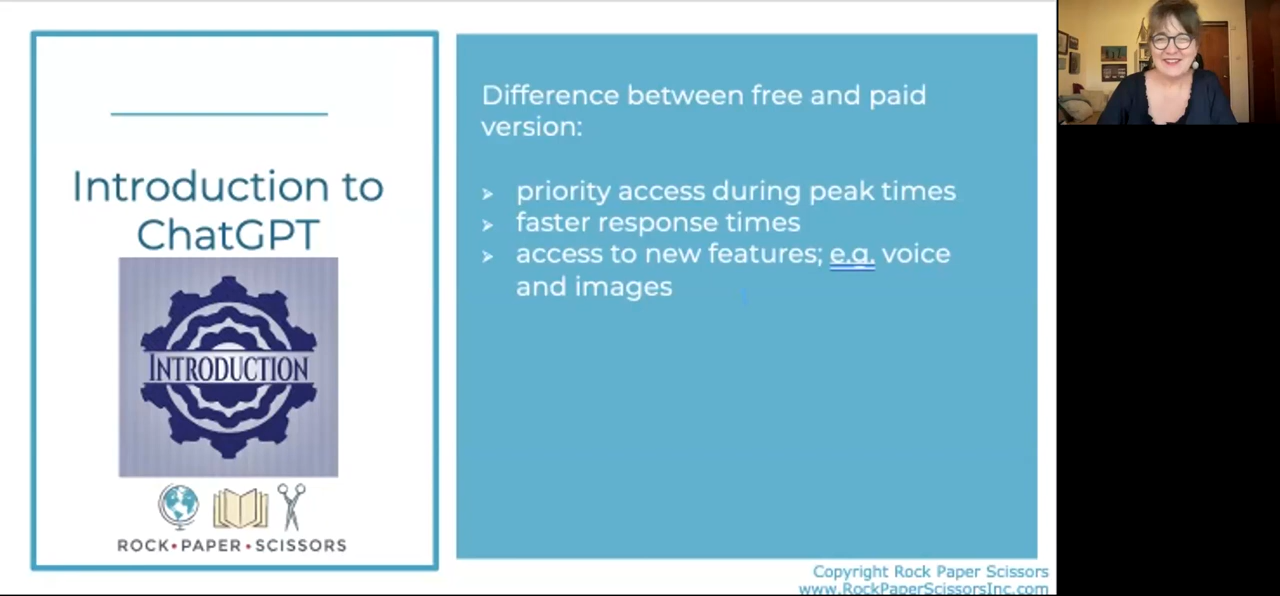 Introduction to
ChatGPT
INTRODUCTION
ROCK•PAPER•SCISSORS
Difference between free and paid
version:
➢ priority access during peak times
➢ faster response times
➢ access to new features; e.g. voice
and images
Copyright Rock Paper Scissors
www.RockPaperScissorsInc.com